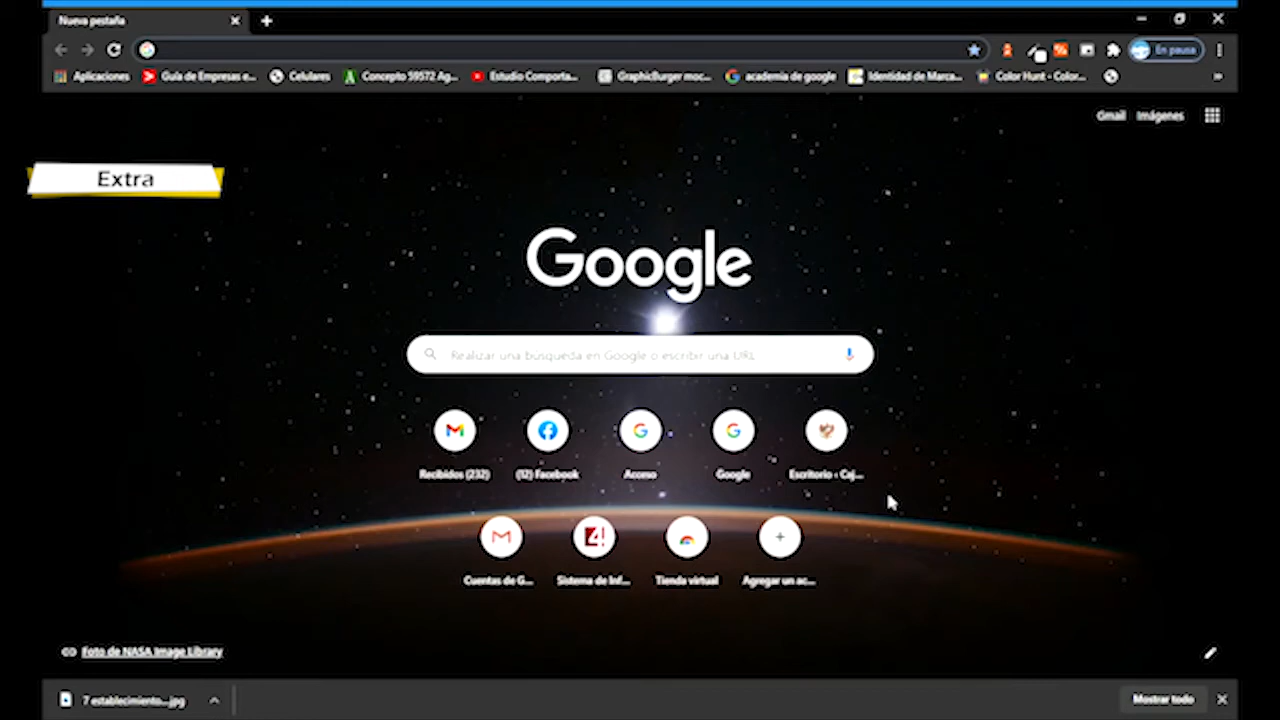 Nueva pestaña
En pausa
Aplicaciones
Guía de Empresas e...
Celulares
Concepto 59572 Ag...
Estudio Comporta...
GraphicBurger moc...
academia de google
Identidad de Marca...
Color Hunt - Color...
Gmail
Imágenes
Extra
Google
Realizar una búsqueda en Google o escribir una URL
Recibidos (232)
(12) Facebook
Acceso
Google
Escritorio ‹ Caj...
Cuentas de G...
Sistema de Inf...
Tienda virtual
Agregar un ac...
Foto de NASA Image Library
7 establecimiento....jpg
Mostrar todo